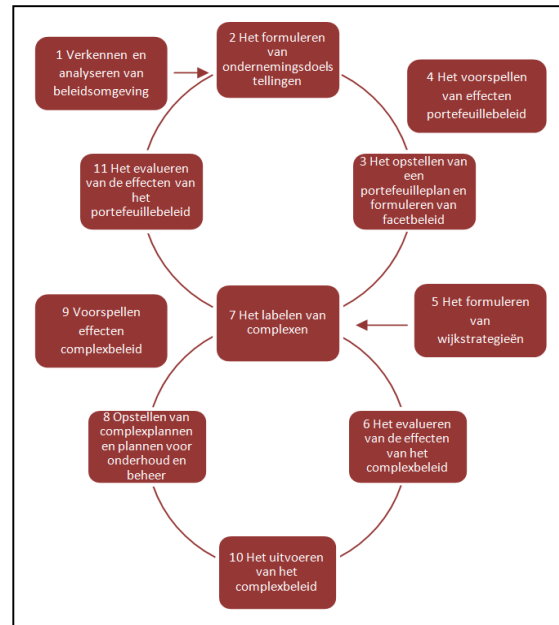 1 Verkennen en
analyseren van
beleidsomgeving
2 Het formuleren
van
ondernemingsdoels
tellingen
4 Het voorspellen
van effecten
portefeuillebeleid
11 Het evalueren
van de effecten van
het
portefeuillebeleid
3 Het opstellen van
een
portefeuilleplan en
formuleren van
facetbeleid
9 Voorspellen
effecten
complexbeleid
7 Het labelen van
complexen
5 Het formuleren
van
wijkstrategieën
8 Opstellen van
complexplannen
en plannen voor
onderhoud en
beheer
6 Het evalueren
van de effecten
van het
complexbeleid
10 Het uitvoeren
van het
complexbeleid